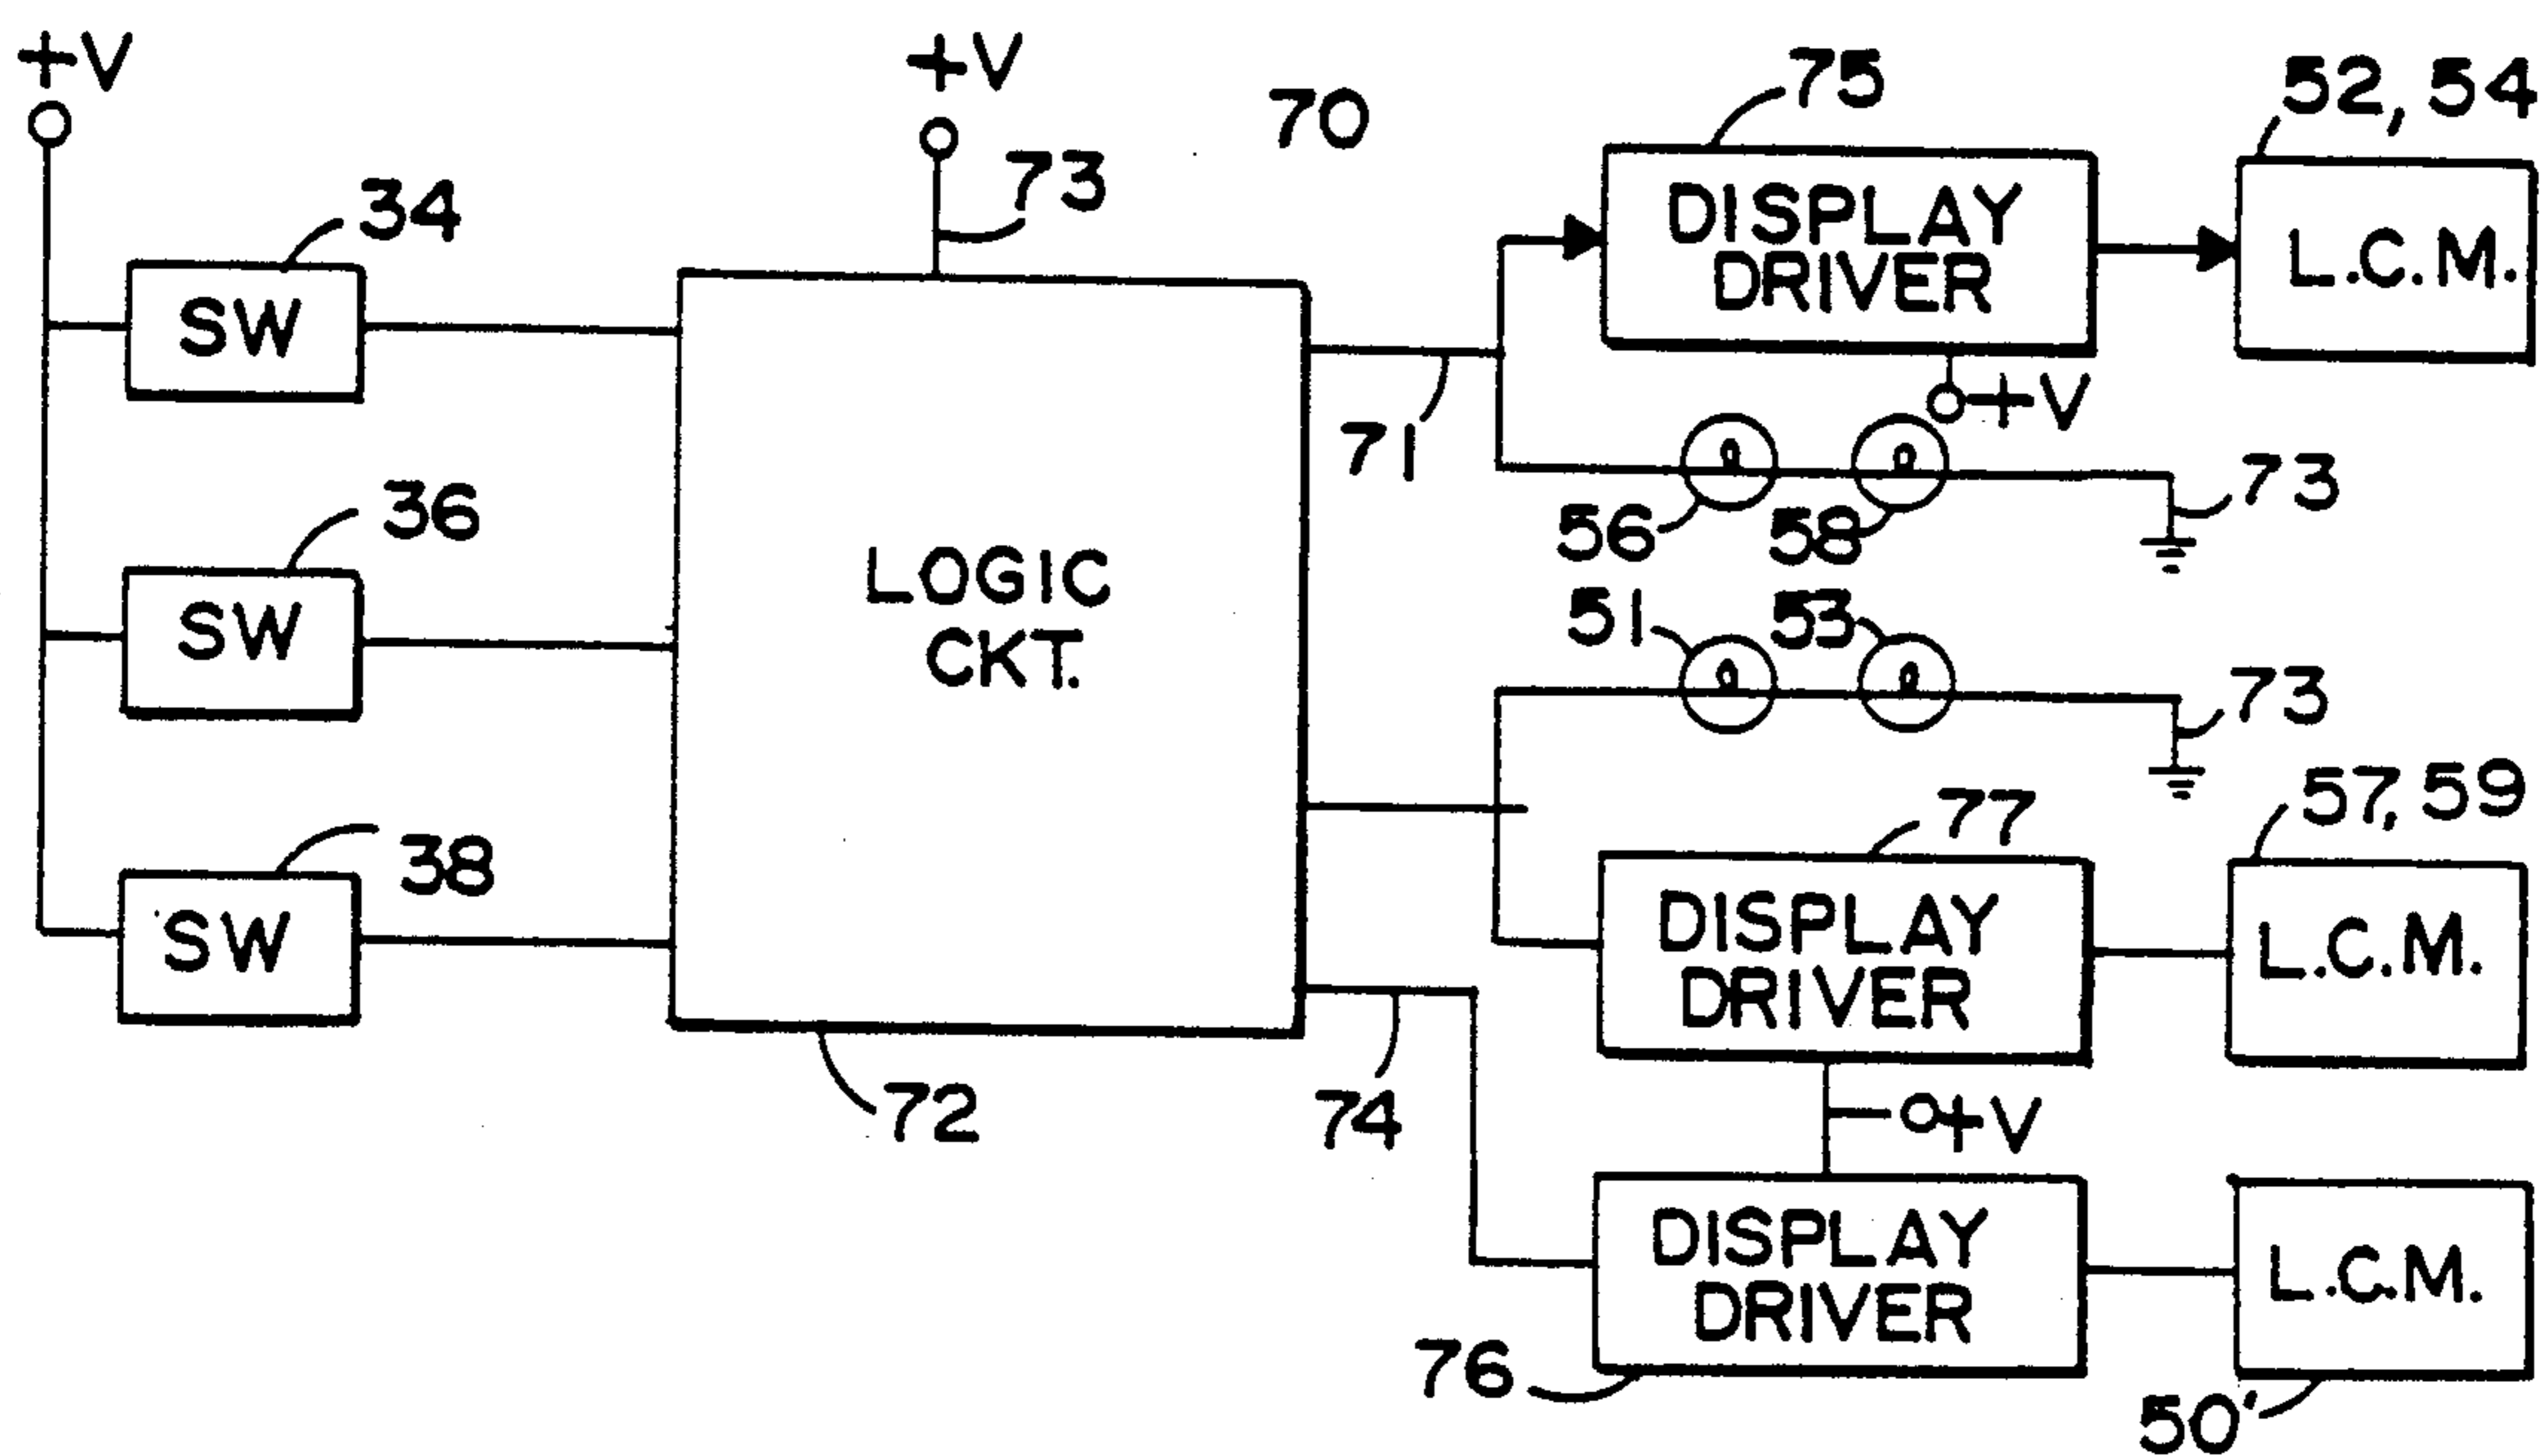 +V
+V
70
75
52, 54
34
73
SW
DISPLAY
DRIVER
L.C.M.
+V
71
36
56
58
73
SW
LOGIC
CKT.
51
53
73
38
77
57, 59
SW
DISPLAY
DRIVER
L.C.M.
72
74
+V
DISPLAY
DRIVER
L.C.M.
76
50'